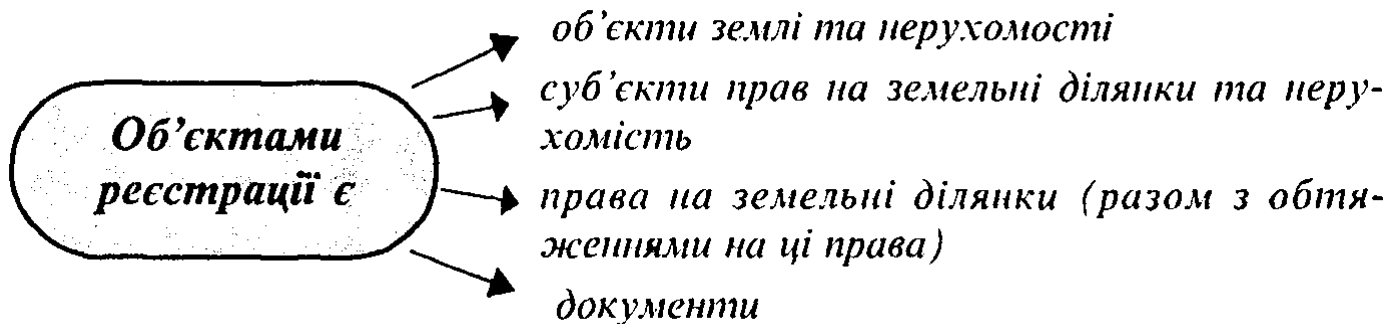 Об’єктами
реєстрації є
об’єкти землі та нерухомості
суб’єкти прав на земельні ділянки та неру-
хомість
права на земельні ділянки (разом з обтя-
женнями на ці права)
документи